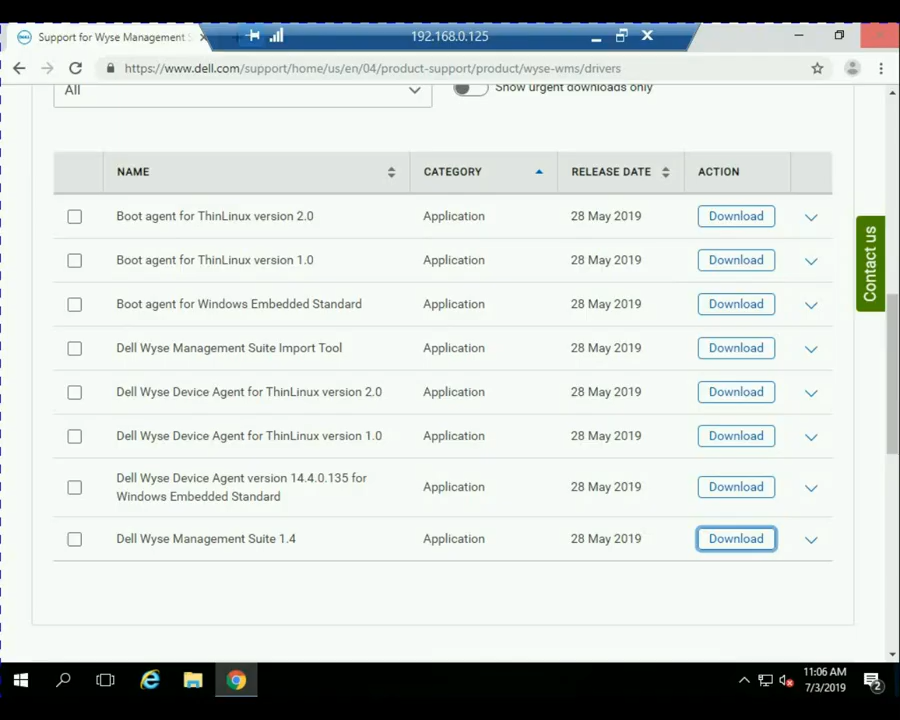 Support for Wyse Management S
192.168.0.125
https://www.dell.com/support/home/us/en/04/product-support/product/wyse-wms/drivers
All
Show urgent downloads only
NAME CATEGORY RELEASE DATE ACTION
Boot agent for ThinLinux version 2.0 Application 28 May 2019 Download
Boot agent for ThinLinux version 1.0 Application 28 May 2019 Download
Boot agent for Windows Embedded Standard Application 28 May 2019 Download
Dell Wyse Management Suite Import Tool Application 28 May 2019 Download
Dell Wyse Device Agent for ThinLinux version 2.0 Application 28 May 2019 Download
Dell Wyse Device Agent for ThinLinux version 1.0 Application 28 May 2019 Download
Dell Wyse Device Agent version 14.4.0.135 for
Windows Embedded Standard Application 28 May 2019 Download
Dell Wyse Management Suite 1.4 Application 28 May 2019 Download
Contact us
11:06 AM
7/3/2019
2